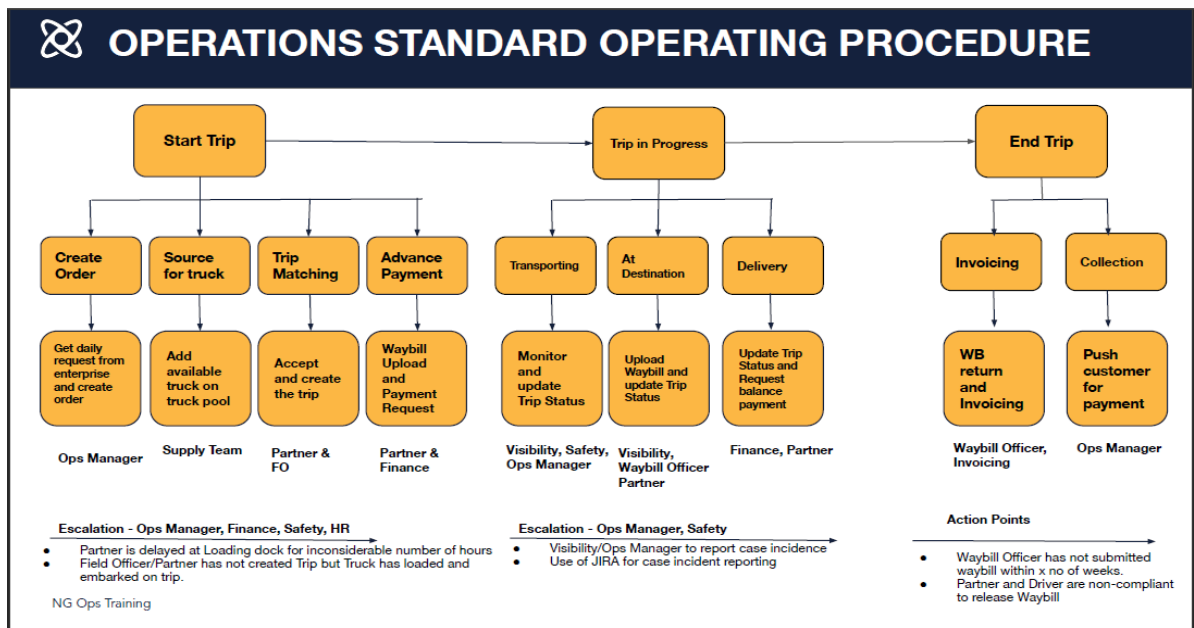 OPERATIONS STANDARD OPERATING PROCEDURE
Start Trip
Trip in Progress
End Trip
Create
Order
Source
for truck
Trip
Matching
Advance
Payment
Transporting
At
Destination
Delivery
Invoicing
Collection
Get daily
request from
enterprise
and create
order
Add
available
truck on
truck pool
Accept
and create
the trip
Waybill
Upload
and
Payment
Request
Monitor
and
update
Trip Status
Upload
Waybill and
update Trip
Status
Update Trip
Status and
Request
balance
payment
WB
return
and
Invoicing
Push
customer
for
payment
Ops Manager
Supply Team
Partner &
FO
Partner &
Finance
Visibility, Safety,
Ops Manager
Visibility,
Waybill Officer
Partner
Finance, Partner
Waybill Officer,
Invoicing
Ops Manager
Escalation - Ops Manager, Finance, Safety, HR
● Partner is delayed at Loading dock for inconsiderable number of hours
● Field Officer/Partner has not created Trip but Truck has loaded and
embarked on trip.
Escalation - Ops Manager, Safety
● Visibility/Ops Manager to report case incidence
● Use of JIRA for case incident reporting
Action Points
● Waybill Officer has not submitted
waybill within x no of weeks.
● Partner and Driver are non-compliant
to release Waybill
NG Ops Training